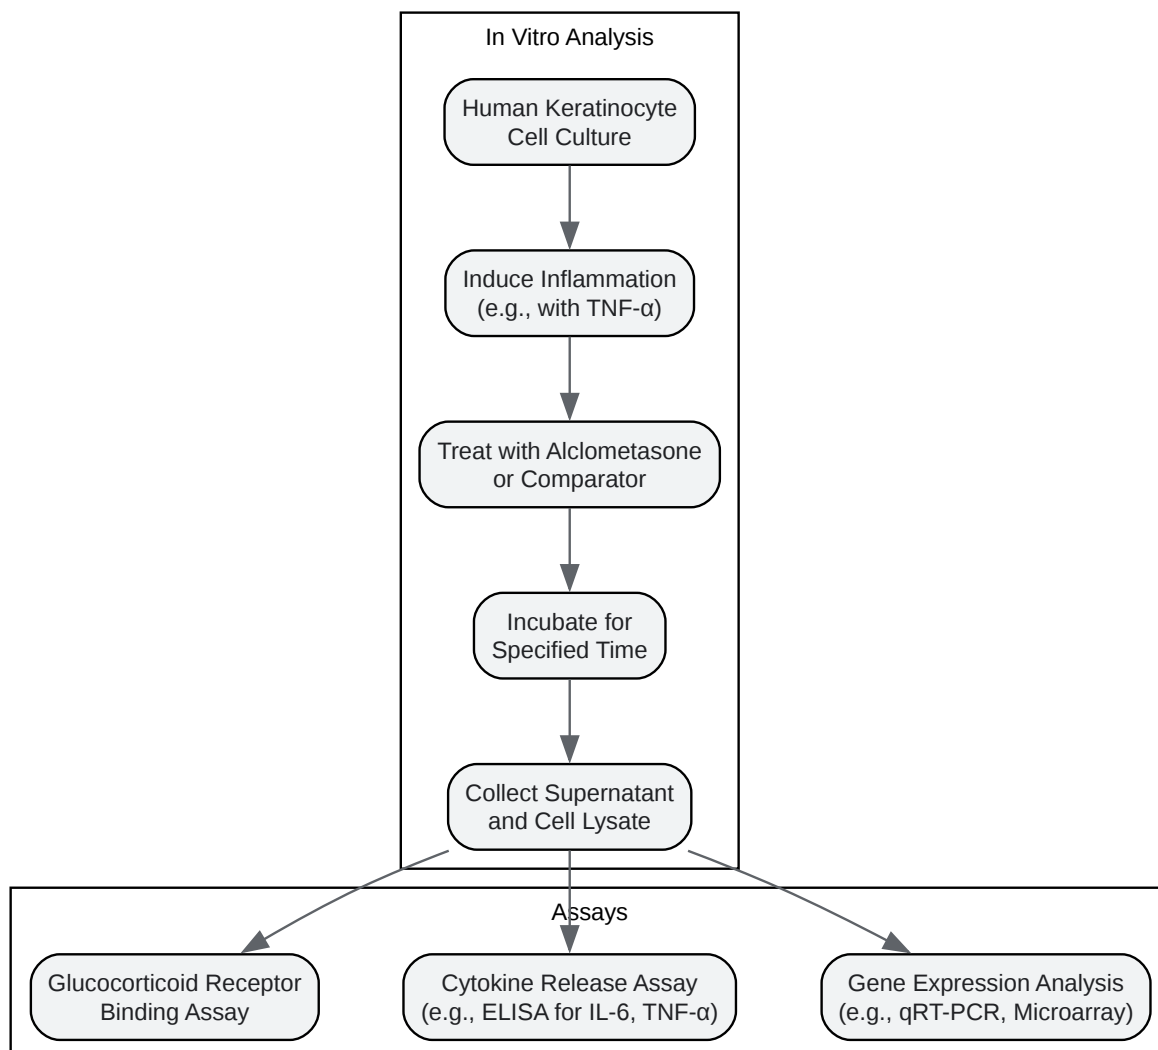 In Vitro Analysis
Human Keratinocyte
Cell Culture
Induce Inflammation
(e.g., with TNF-α)
Treat with Alclometasone
or Comparator
Incubate for
Specified Time
Collect Supernatant
and Cell Lysate
Assays
Glucocorticoid Receptor
Binding Assay
Cytokine Release Assay
(e.g., ELISA for IL-6, TNF-α)
Gene Expression Analysis
(e.g., qRT-PCR, Microarray)